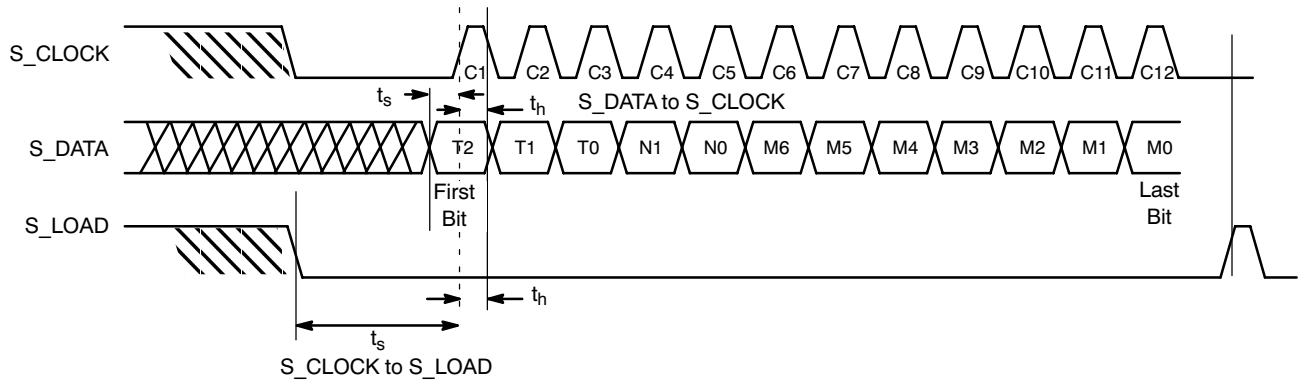 S_CLOCK
C1 C2 C3 C4 C5 C6 C7 C8 C9 C10 C11 C12
ts
th
S_DATA to S_CLOCK
S_DATA
T2 T1 T0 N1 N0 M6 M5 M4 M3 M2 M1 M0
First
Bit
Last
Bit
S_LOAD
th
ts
S_CLOCK to S_LOAD